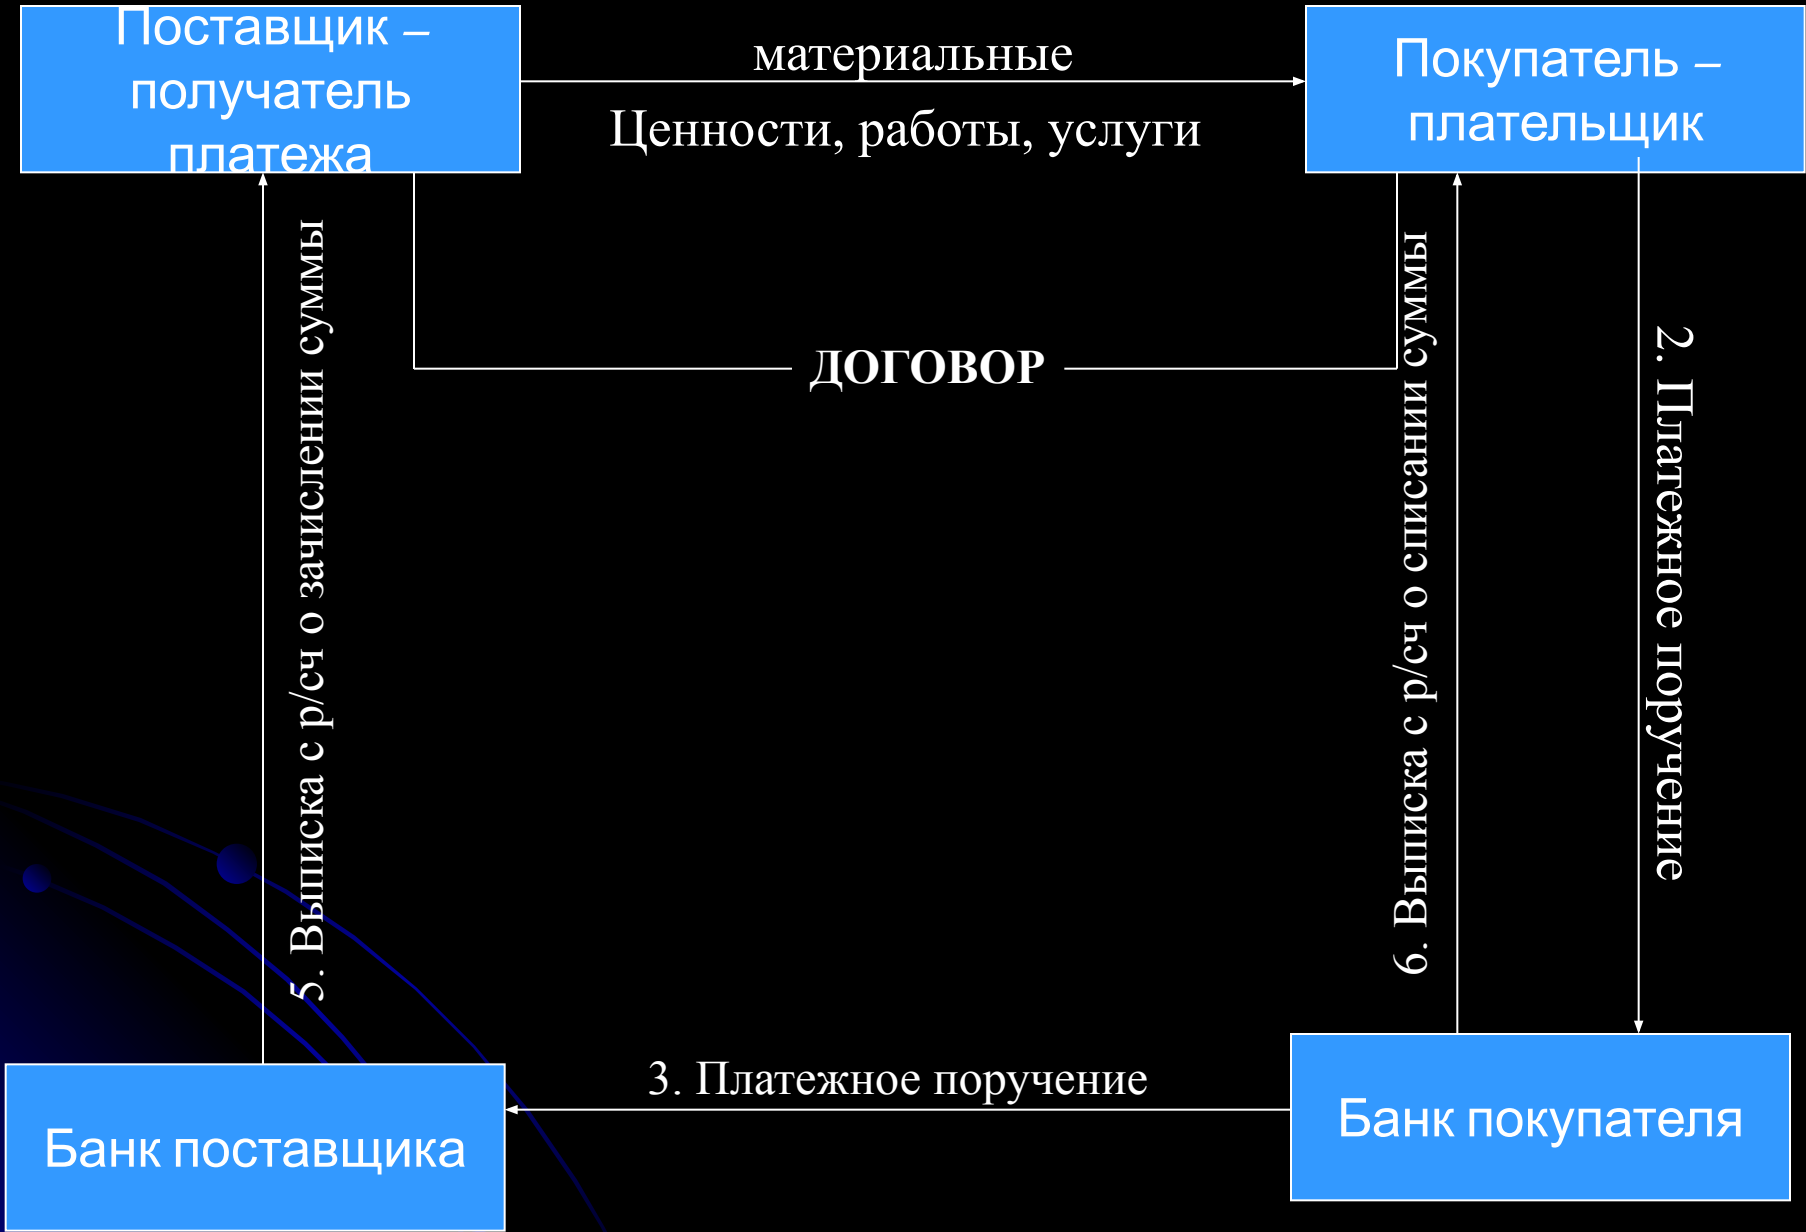 Поставщик –
получатель
платежа
материальные
Ценности, работы, услуги
Покупатель –
плательщик
ДОГОВОР
5. Выписка с р/сч о зачислении суммы
6. Выписка с р/сч о списании суммы
2. Платежное поручение
3. Платежное поручение
Банк поставщика
Банк покупателя